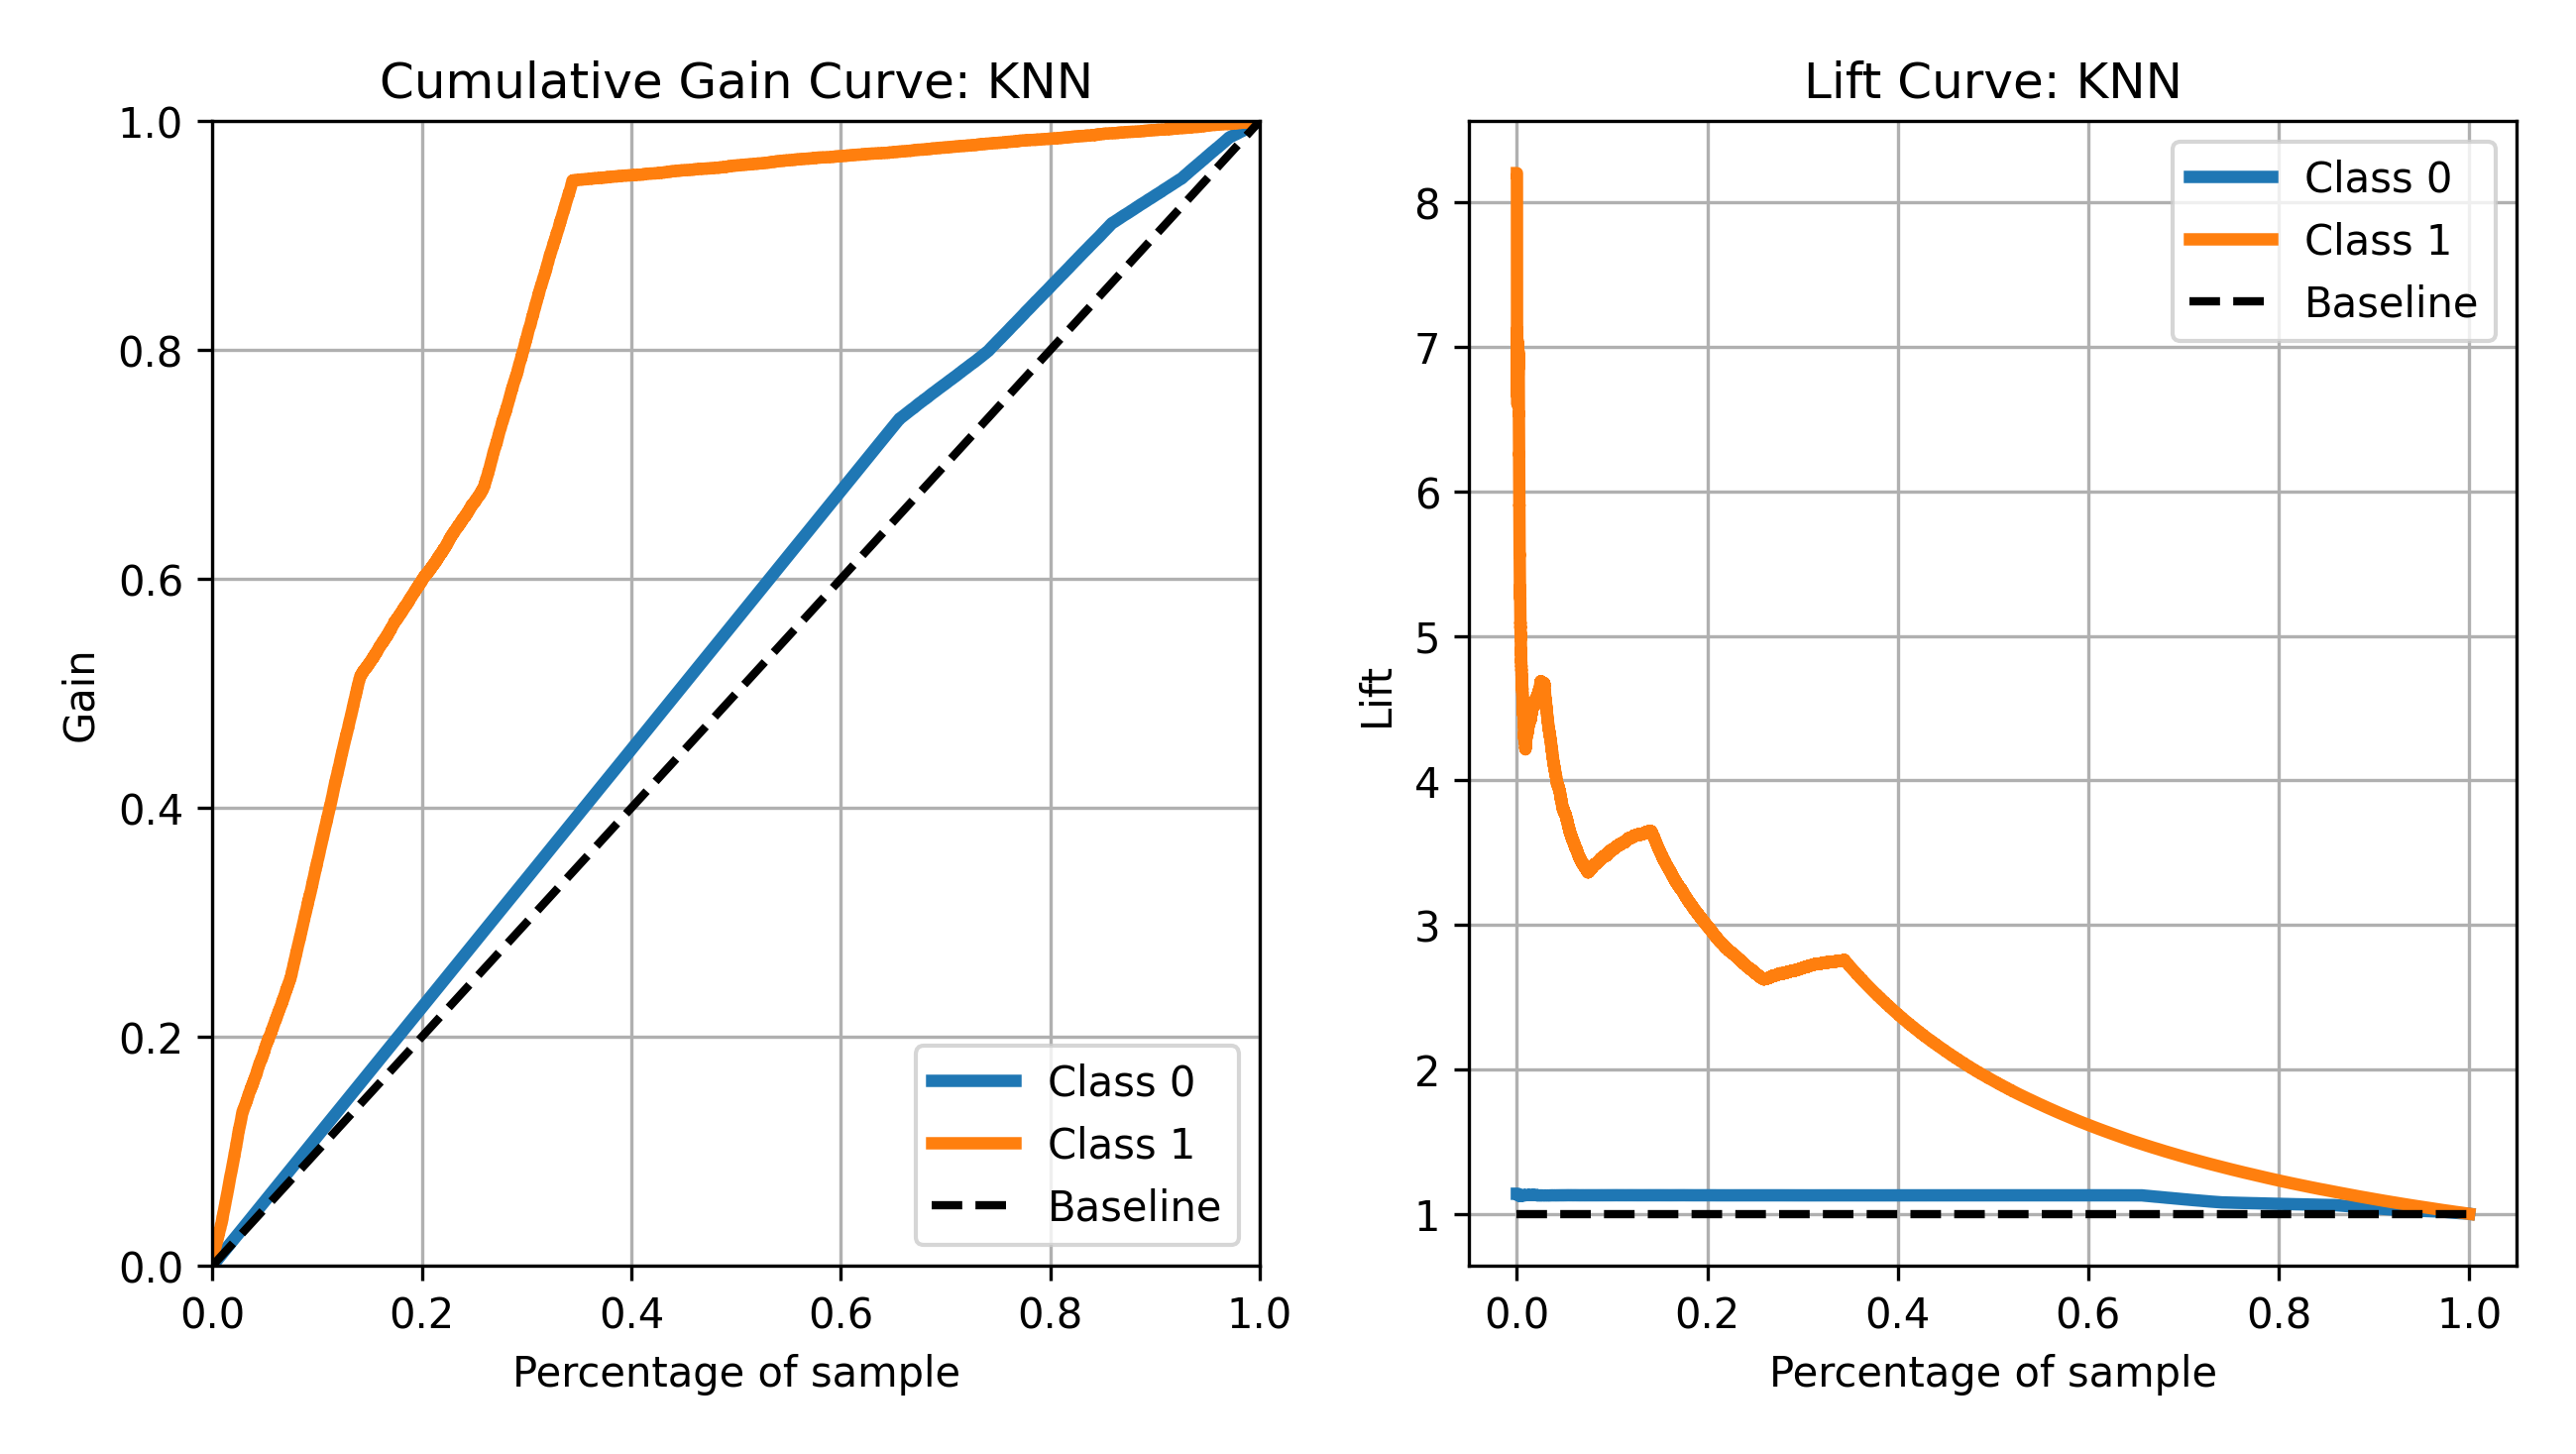 Cumulative Gain Curve: KNN
1.0
0.8
0.6
0.4
0.2
0.0
Gain
0.0 0.2 0.4 0.6 0.8 1.0
Percentage of sample
Class 0
Class 1
Baseline
Lift Curve: KNN
8
7
6
5
4
3
2
1
Lift
0.0 0.2 0.4 0.6 0.8 1.0
Percentage of sample
Class 0
Class 1
Baseline